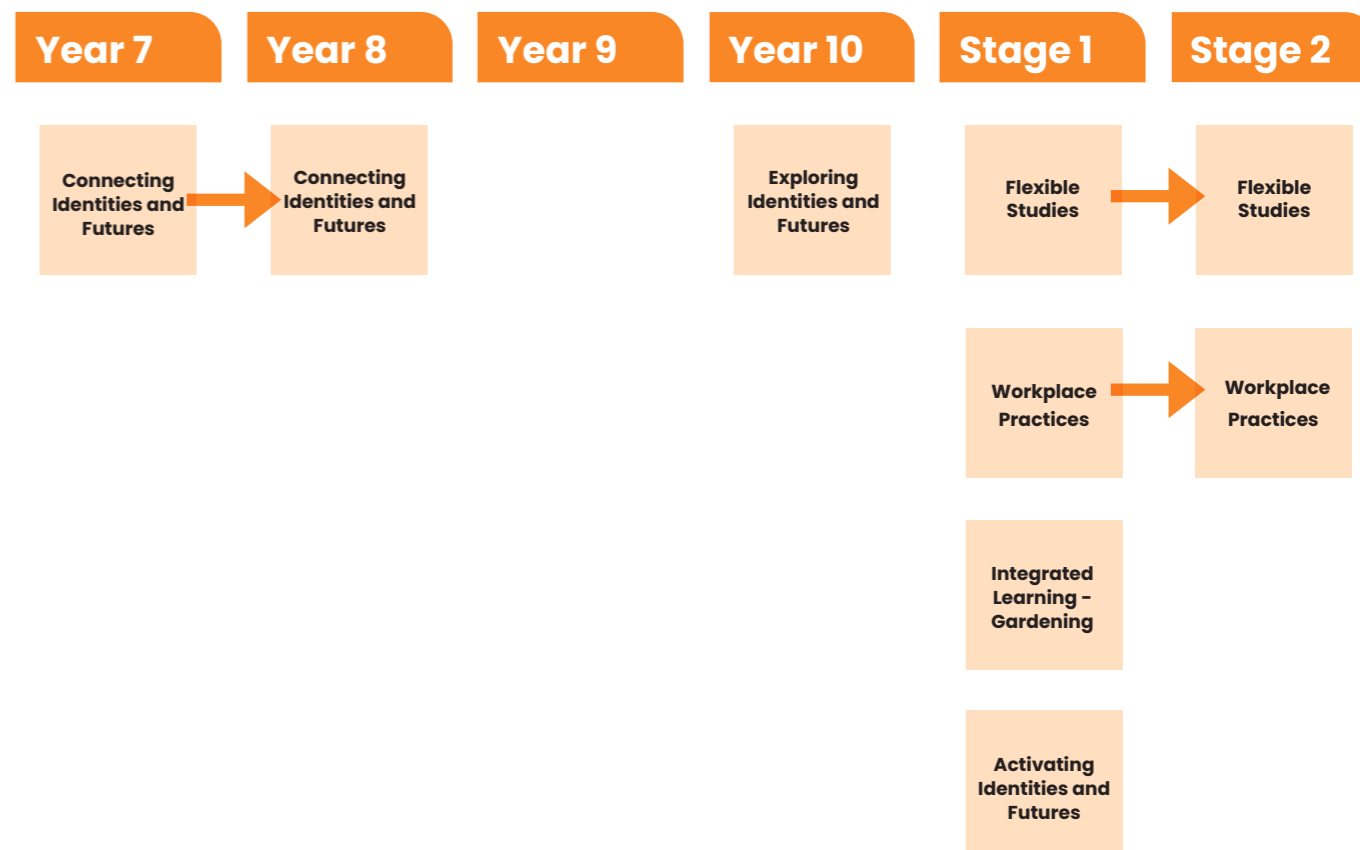 Year 7
Year 8
Year 9
Year 10
Stage 1
Stage 2
Connecting
Identities and
Futures
Connecting
Identities and
Futures
Exploring
Identities and
Futures
Flexible
Studies
Flexible
Studies
Workplace
Practices
Workplace
Practices
Integrated
Learning -
Gardening
Activating
Identities and
Futures